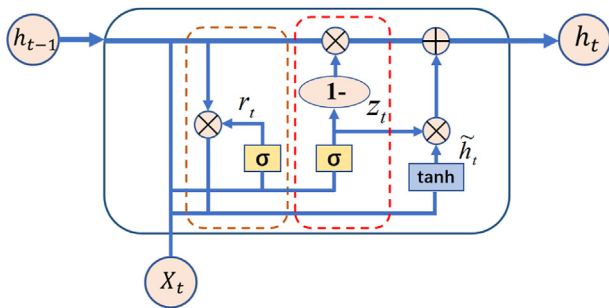 h_{t-1}
h_t
1-
r_t
z_t
σ
σ
h̃_t
tanh
X_t